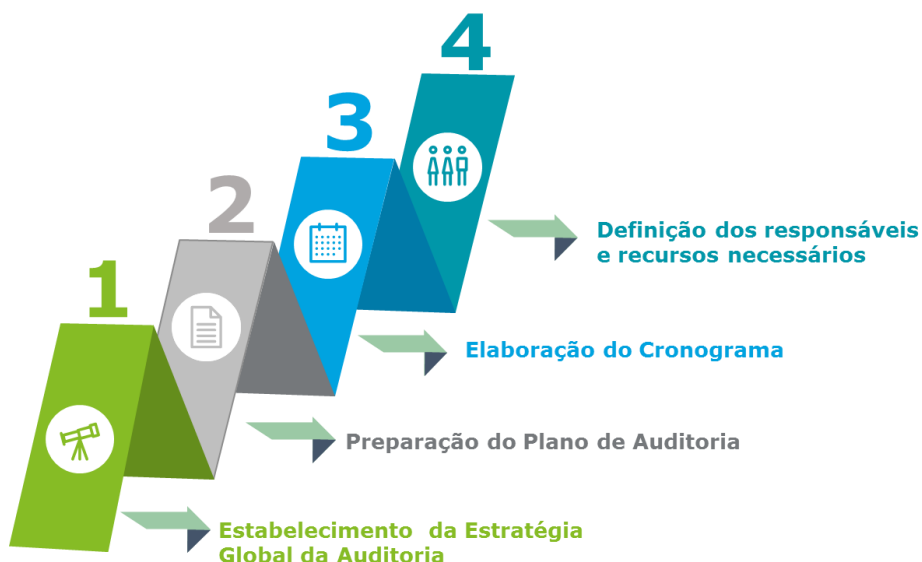 4
3
2
1
Definição dos responsáveis
e recursos necessários
Elaboração do Cronograma
Preparação do Plano de Auditoria
Estabelecimento da Estratégia
Global da Auditoria